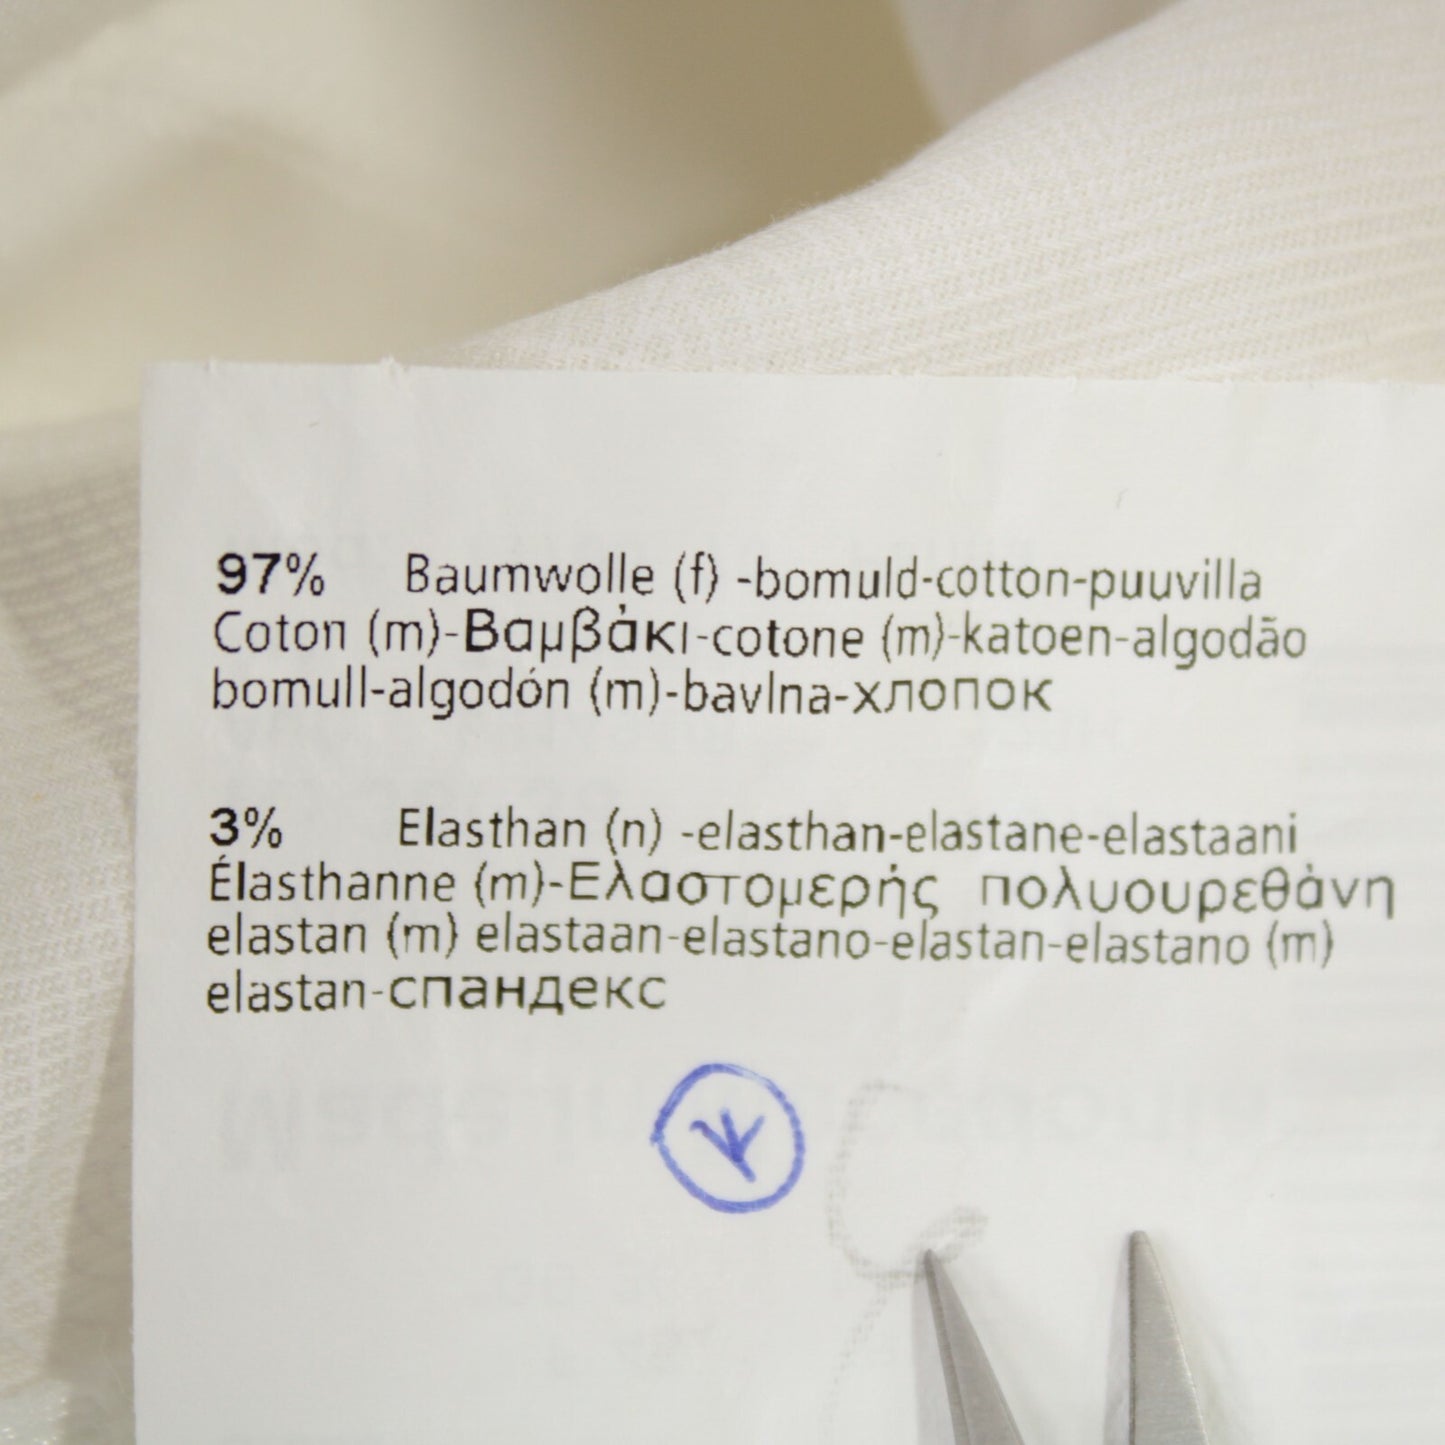 97% Baumwolle (f) -bomuld-cotton-puuvilla
Coton (m)-Βαμβάκι-cotone (m)-katoen-algodão
bomull-algodón (m)-bavlna-хлопок
3% Elasthan (n) -elasthan-elastane-elastaani
Élasthanne (m)-Ελαστομερής πολυουρεθάνη
elastan (m) elastaan-elastano-elastan-elastano (m)
elastan-спандекс